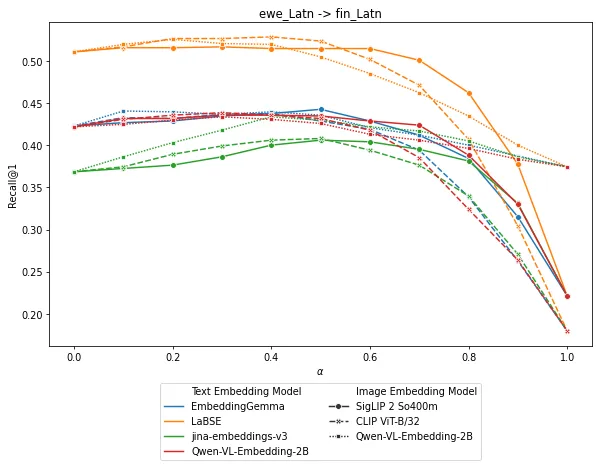 ewe_Latn -> fin_Latn
Recall@1
0.50
0.45
0.40
0.35
0.30
0.25
0.20
0.0 0.2 0.4 0.6 0.8 1.0
α
Text Embedding Model Image Embedding Model
EmbeddingGemma SigLIP 2 So400m
LaBSE CLIP ViT-B/32
jina-embeddings-v3 Qwen-VL-Embedding-2B
Qwen-VL-Embedding-2B